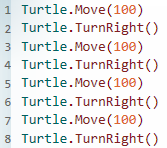 1 Turtle.Move(100)
2 Turtle.TurnRight()
3 Turtle.Move(100)
4 Turtle.TurnRight()
5 Turtle.Move(100)
6 Turtle.TurnRight()
7 Turtle.Move(100)
8 Turtle.TurnRight()